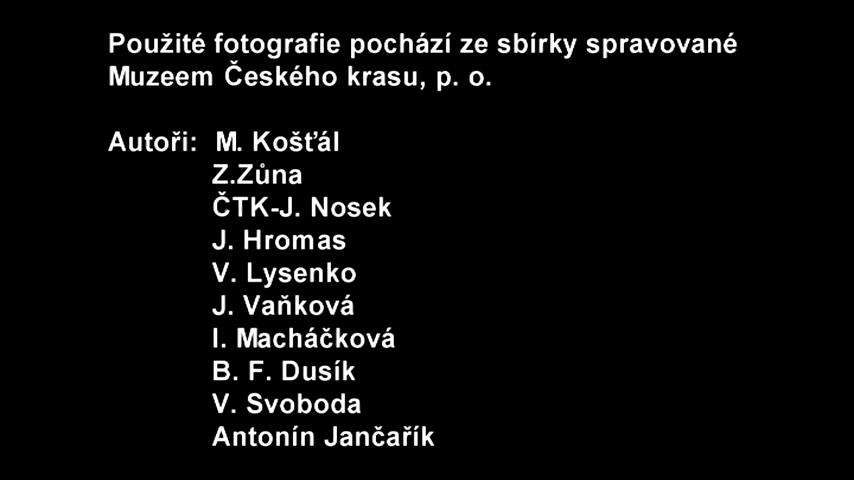 Použité fotografie pochází ze sbírky spravované
Muzeem Českého krasu, p. o.
Autoři: M. Košťál
Z.Zůna
ČTK-J. Nosek
J. Hromas
V. Lysenko
J. Vaňková
I. Macháčková
B. F. Dusík
V. Svoboda
Antonín Jančařík